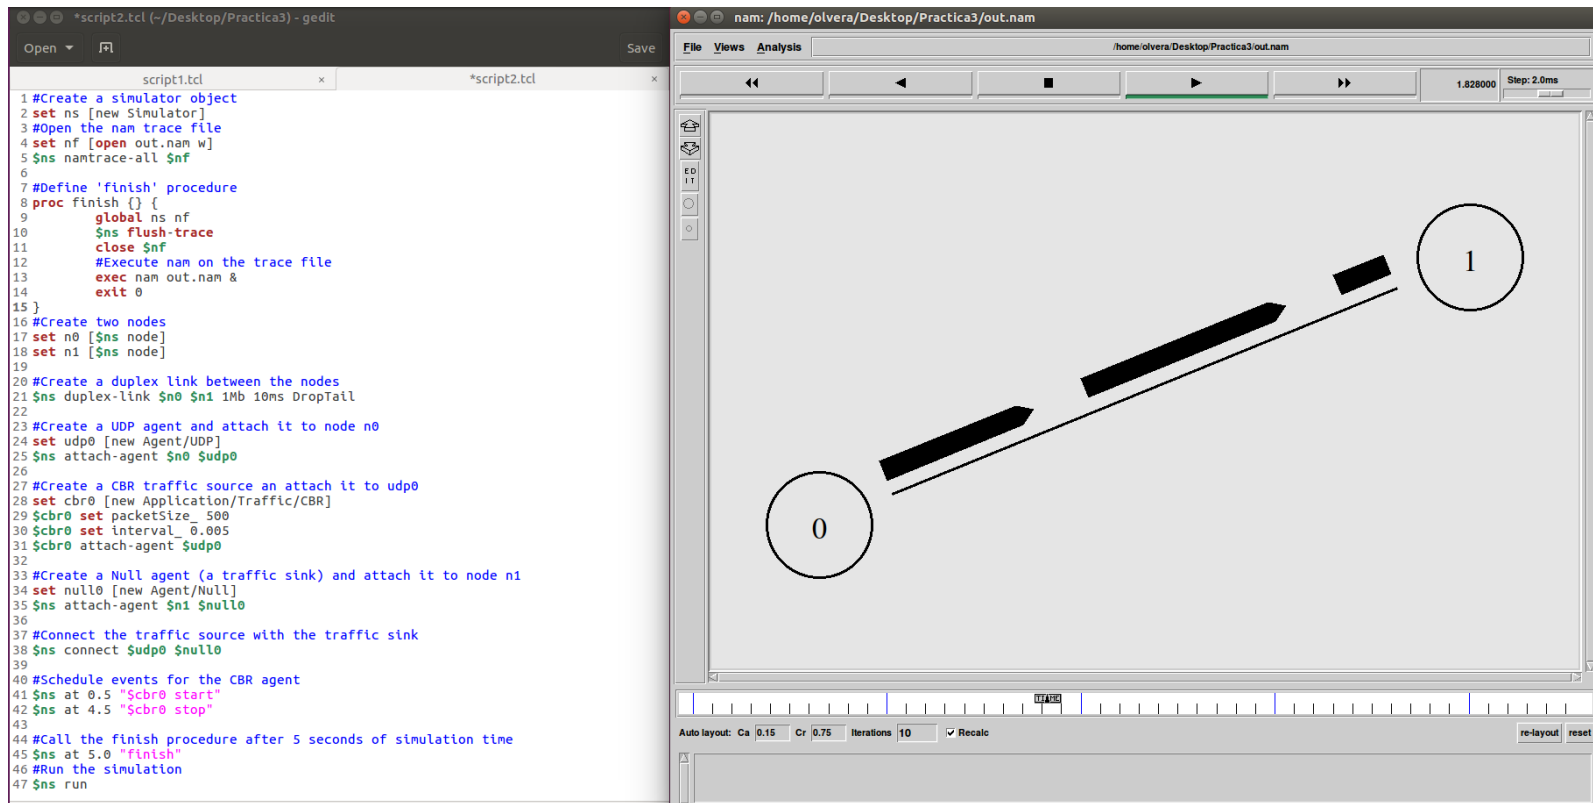 *script2.tcl (~/Desktop/Practica3) - gedit
Open
Save
script1.tcl × *script2.tcl ×
1 #Create a simulator object
2 set ns [new Simulator]
3 #Open the nam trace file
4 set nf [open out.nam w]
5 $ns namtrace-all $nf
6
7 #Define 'finish' procedure
8 proc finish {} {
9 global ns nf
10 $ns flush-trace
11 close $nf
12 #Execute nam on the trace file
13 exec nam out.nam &
14 exit 0
15 }
16 #Create two nodes
17 set n0 [$ns node]
18 set n1 [$ns node]
19
20 #Create a duplex link between the nodes
21 $ns duplex-link $n0 $n1 1Mb 10ms DropTail
22
23 #Create a UDP agent and attach it to node n0
24 set udp0 [new Agent/UDP]
25 $ns attach-agent $n0 $udp0
26
27 #Create a CBR traffic source an attach it to udp0
28 set cbr0 [new Application/Traffic/CBR]
29 $cbr0 set packetSize_ 500
30 $cbr0 set interval_ 0.005
31 $cbr0 attach-agent $udp0
32
33 #Create a Null agent (a traffic sink) and attach it to node n1
34 set null0 [new Agent/Null]
35 $ns attach-agent $n1 $null0
36
37 #Connect the traffic source with the traffic sink
38 $ns connect $udp0 $null0
39
40 #Schedule events for the CBR agent
41 $ns at 0.5 "$cbr0 start"
42 $ns at 4.5 "$cbr0 stop"
43
44 #Call the finish procedure after 5 seconds of simulation time
45 $ns at 5.0 "finish"
46 #Run the simulation
47 $ns run
nam: /home/olvera/Desktop/Practica3/out.nam
File Views Analysis /home/olvera/Desktop/Practica3/out.nam
1.828000 Step: 2.0ms
ED
IT
1
0
TIME
Auto layout: Ca 0.15 Cr 0.75 Iterations 10 Recalc re-layout reset